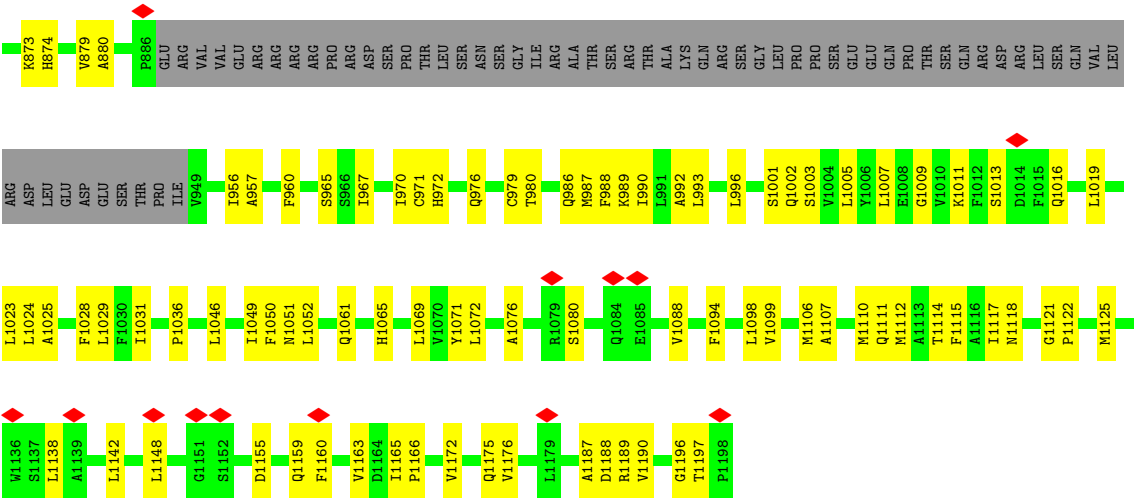 K873 H874 V879 A880 P886 GLU ARG VAL VAL GLU ARG ARG ARG ARG PRO ARG ASP SER PRO THR LEU SER ASN SER GLY ILE ARG ALA THR SER ARG THR ALA LYS GLN ARG SER GLY LEU PRO PRO SER GLU GLU GLN PRO THR SER GLN ARG ASP ARG LEU SER GLN VAL LEU
ARG ASP LEU GLU ASP GLU SER THR PRO ILE V949 I956 A957 F960 S965 S966 I967 I970 C971 H972 Q976 C979 T980 Q986 M987 F988 K989 I990 L991 A992 L993 L996 S1001 Q1002 S1003 V1004 L1005 Y1006 L1007 E1008 G1009 V1010 K1011 F1012 S1013 D1014 F1015 Q1016 L1019
L1023 L1024 A1025 F1028 L1029 F1030 I1031 P1036 L1046 I1049 F1050 N1051 L1052 Q1061 H1065 L1069 V1070 Y1071 L1072 A1076 R1079 S1080 Q1084 E1085 V1088 F1094 L1098 V1099 M1106 A1107 M1110 Q1111 M1112 A1113 T1114 F1115 A1116 I1117 N1118 G1121 P1122 M1125
W1136 S1137 L1138 A1139 L1142 L1148 G1151 S1152 D1155 Q1159 F1160 V1163 D1164 I1165 P1166 V1172 Q1175 V1176 L1179 A1187 D1188 R1189 V1190 G1196 T1197 P1198